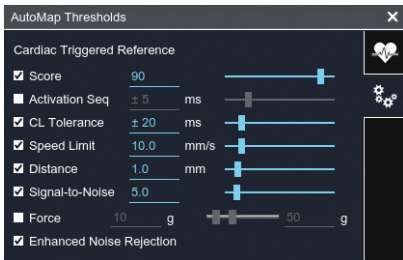 AutoMap Thresholds ×
Cardiac Triggered Reference
Score 90
Activation Seq ± 5 ms
CL Tolerance ± 20 ms
Speed Limit 10.0 mm/s
Distance 1.0 mm
Signal-to-Noise 5.0
Force 10 g 50 g
Enhanced Noise Rejection